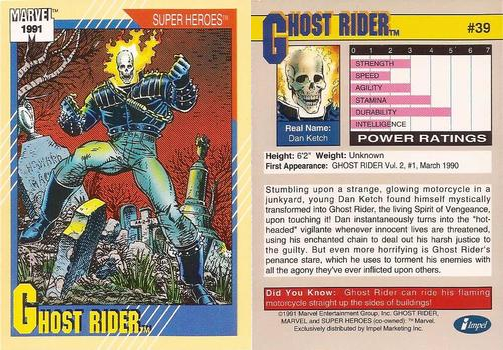 MARVEL
1991
SUPER HEROES™
GHOST RIDER™
GHOST RIDER™
#39
0 1 2 3 4 5 6 7
STRENGTH
SPEED
AGILITY
STAMINA
DURABILITY
INTELLIGENCE
POWER RATINGS
Real Name:
Dan Ketch
Height: 6'2" Weight: Unknown
First Appearance: GHOST RIDER Vul. 2, #1, March 1990
Stumbling upon a strange, glowing motorcycle in a
junkyard, young Dan Ketch found himself mystically
transformed into Ghost Rider, the living Spirit of Vengeance,
upon touching it! Dan instantaneously turns into the "hot-
headed" vigilante whenever innocent lives are threatened,
using his enchanted chain to deal out his harsh justice to
the guilty. But even more horrifying is Ghost Rider's
penance stare, which he uses to torment his enemies with
all the agony they've ever inflicted upon others.
Did You Know: Ghost Rider can ride his flaming
motorcycle straight up the sides of buildings!
©1991 Marvel Entertainment Group, Inc. GHOST RIDER,
MARVEL and SUPER HEROES (co-owned): ™ Marvel.
Exclusively distributed by Impel Marketing Inc.
Impel